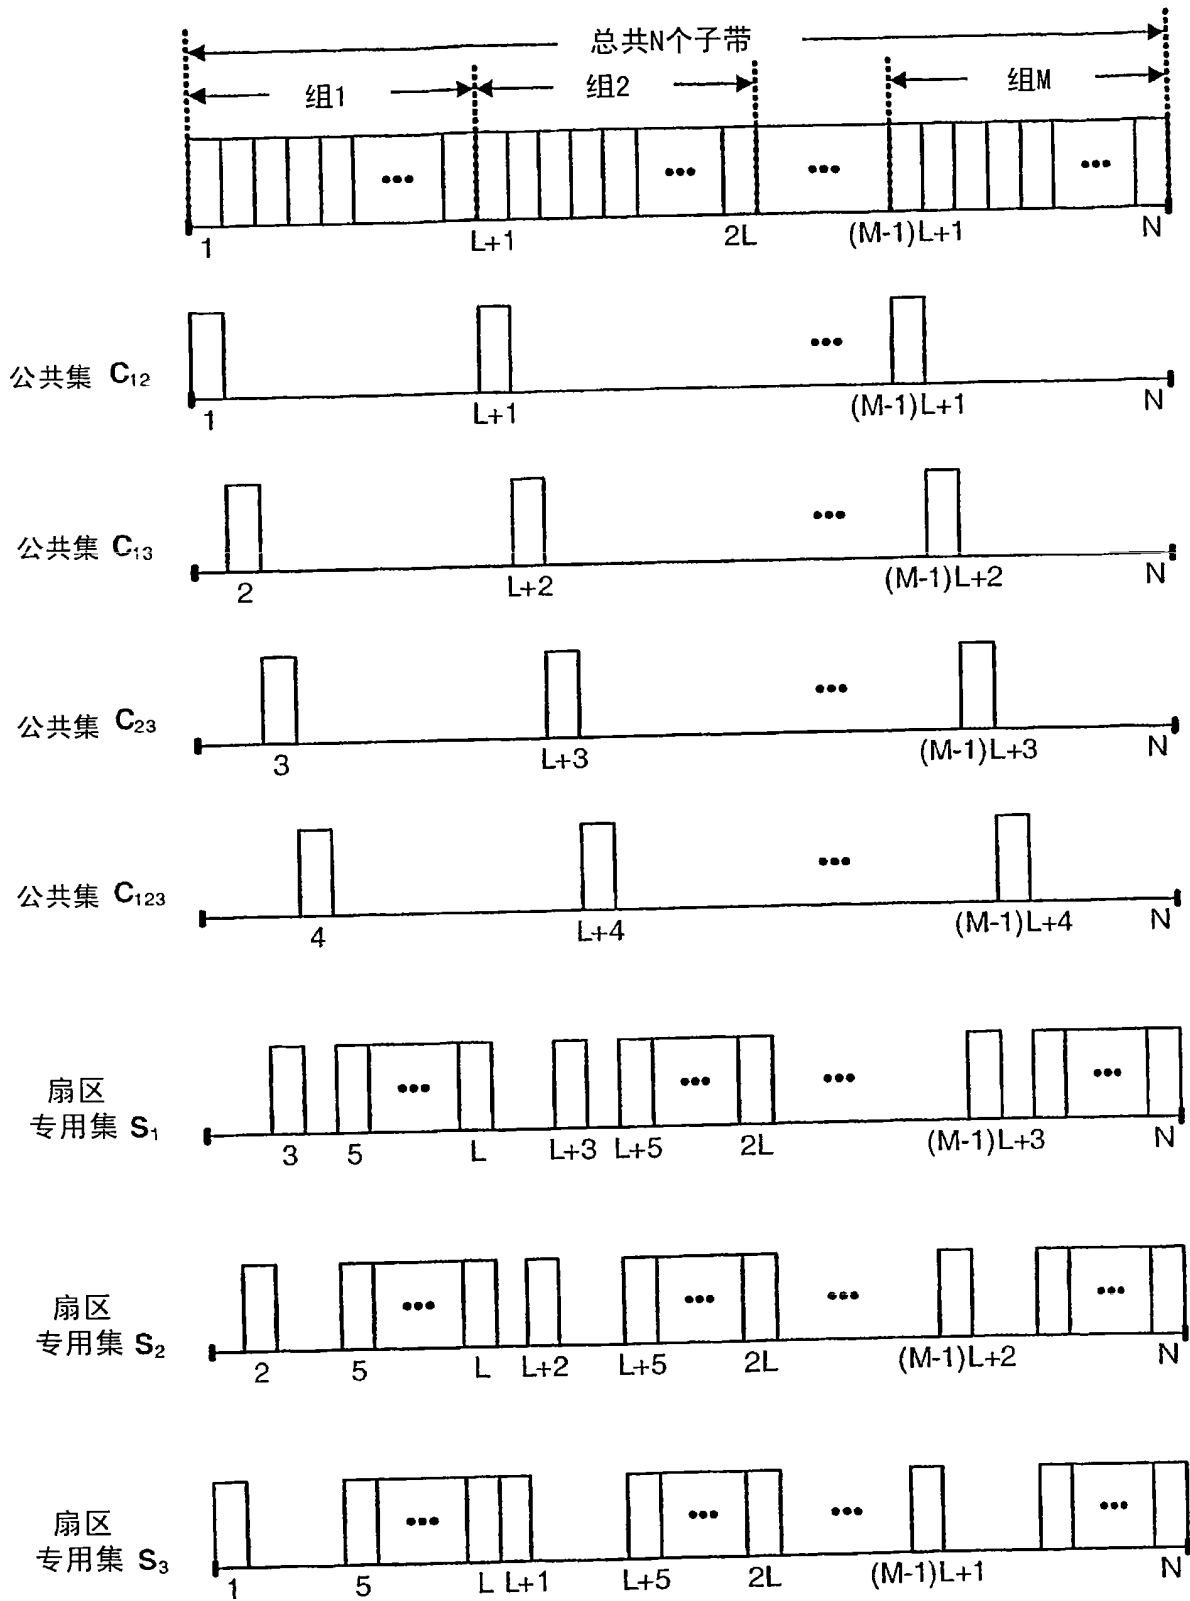 总共N个子带
组1 组2 组M
••• ••• ••• •••
1 L+1 2L (M-1)L+1 N
•••
公共集 C₁₂
1 L+1 (M-1)L+1 N
•••
公共集 C₁₃
2 L+2 (M-1)L+2 N
•••
公共集 C₂₃
3 L+3 (M-1)L+3 N
•••
公共集 C₁₂₃
4 L+4 (M-1)L+4 N
••• ••• ••• •••
扇区
专用集 S₁
3 5 L L+3 L+5 2L (M-1)L+3 N
••• ••• ••• •••
扇区
专用集 S₂
2 5 L L+2 L+5 2L (M-1)L+2 N
••• ••• ••• •••
扇区
专用集 S₃
1 5 L L+1 L+5 2L (M-1)L+1 N